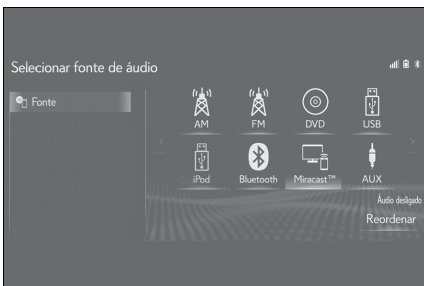 Selecionar fonte de áudio
Fonte
AM FM DVD USB
iPod Bluetooth Miracast™ AUX
Áudio desligado
Reordenar